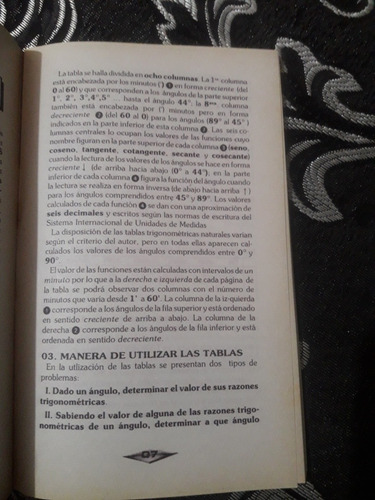 La tabla se halla dividida en ocho columnas. La 1ᵉʳᵃ columna
está encabezada por los minutos (') 1 en forma creciente (del
0 al 60) y que corresponden a los ángulos de la parte superior
1°, 2°, 3°,4°,5° ... hasta el ángulo 44°; la 8ᵃᵛᵃ columna
también está encabezada por (') minutos pero en forma
decreciente 2 (del 60 al 0) para los ángulos (89° al 45°)
indicados en la parte inferior de esta columna 2. Las seis co-
lumnas centrales lo ocupan los valores de las funciones cuyo
nombre figuran en la parte superior de cada columna 3 (seno,
coseno, tangente, cotangente, secante y cosecante)
cuando la lectura de los valores de los ángulos se hace en forma
creciente ↓ (de arriba hacia abajo) (0° a 44°); en la parte
inferior de cada columna 4 figura la función del ángulo cuando
la lectura se realiza en forma inversa (de abajo hacia arriba ↑)
para los ángulos comprendidos entre 45° y 89°. Los valores
calculados de cada función 4 se dan con una aproximación de
seis decimales y escritos según las normas de escritura del
Sistema Internacional de Unidades de Medidas
La disposición de las tablas trigonométricas naturales varían
según el criterio del autor, pero en todas ellas aparecen cal-
culados los valores de los ángulos comprendidos entre 0° y
90°.
El valor de las funciones están calculadas con intervalos de un
minuto por lo que a la derecha e izquierda de cada página de
la tabla se podrá observar dos columnas con el número de
minutos que varía desde 1' a 60'. La columna de la iz-quierda
1 corresponde a los ángulos de la fila superior y está ordenado
en sentido creciente de arriba a abajo. La columna de la
derecha 2 corresponde a los ángulos de la fila inferior y está
ordenada en sentido decreciente.
03. MANERA DE UTILIZAR LAS TABLAS
En la utlización de las tablas se presentan dos tipos de
problemas:
I. Dado un ángulo, determinar el valor de sus razones
trigonométricas.
II. Sabiendo el valor de alguna de las razones trigo-
nométricas de un ángulo, determinar a que ángulo
07